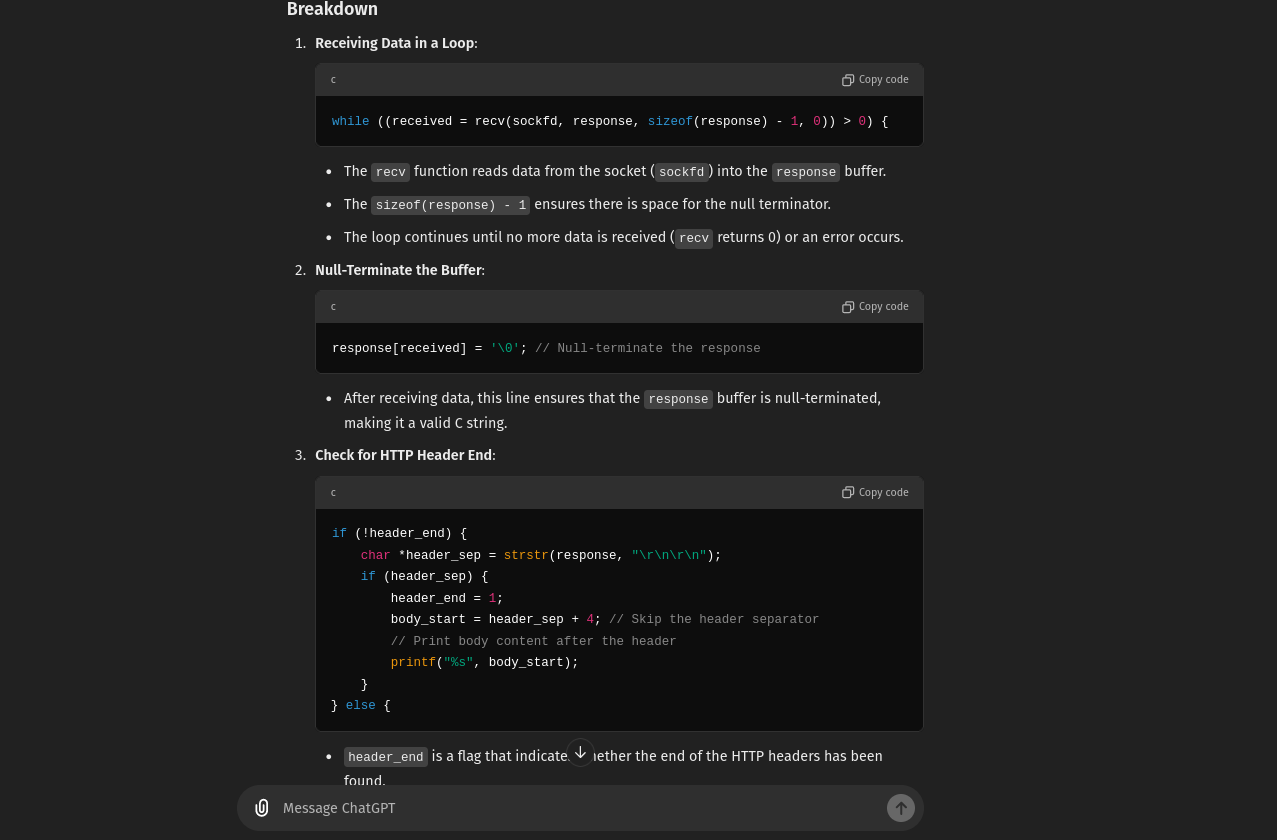 Breakdown
1. Receiving Data in a Loop:
c Copy code
while ((received = recv(sockfd, response, sizeof(response) - 1, 0)) > 0) {
• The recv function reads data from the socket (sockfd) into the response buffer.
• The sizeof(response) - 1 ensures there is space for the null terminator.
• The loop continues until no more data is received (recv returns 0) or an error occurs.
2. Null-Terminate the Buffer:
c Copy code
response[received] = '\0'; // Null-terminate the response
• After receiving data, this line ensures that the response buffer is null-terminated,
making it a valid C string.
3. Check for HTTP Header End:
c Copy code
if (!header_end) {
    char *header_sep = strstr(response, "\r\n\r\n");
    if (header_sep) {
        header_end = 1;
        body_start = header_sep + 4; // Skip the header separator
        // Print body content after the header
        printf("%s", body_start);
    }
} else {
• header_end is a flag that indicates whether the end of the HTTP headers has been
found.
Message ChatGPT